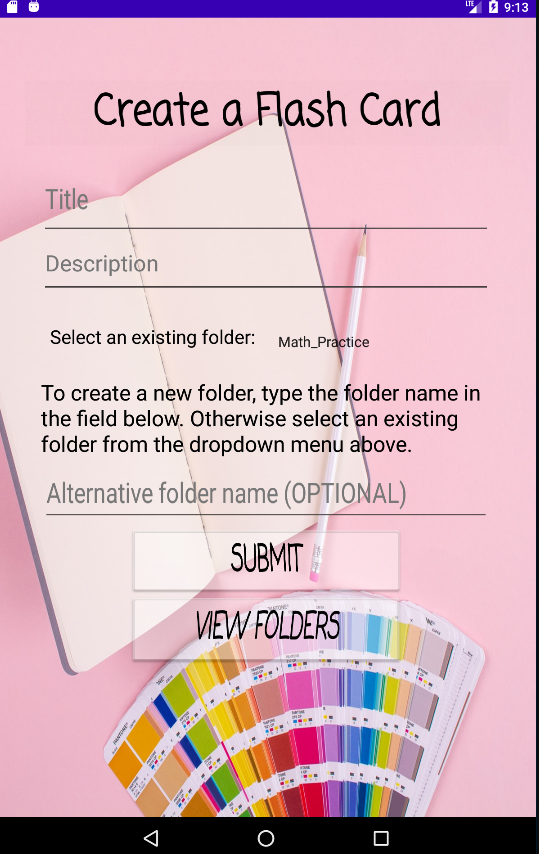 LTE 9:13
Create a Flash Card
Title
Description
Select an existing folder: Math_Practice
To create a new folder, type the folder name in
the field below. Otherwise select an existing
folder from the dropdown menu above.
Alternative folder name (OPTIONAL)
SUBMIT
VIEW FOLDERS